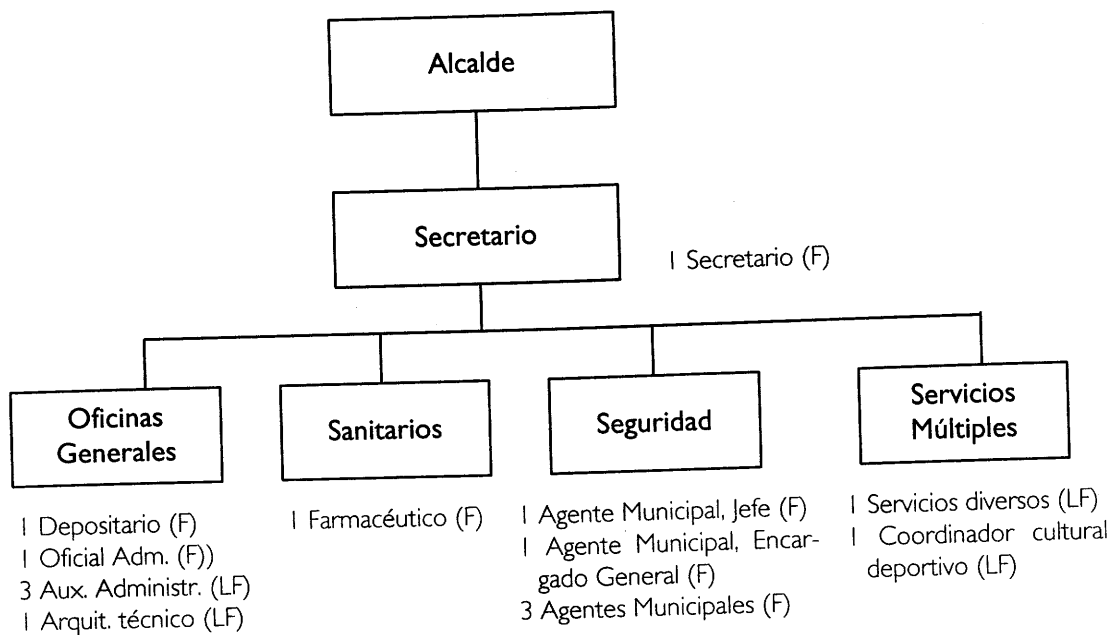 Alcalde
Secretario
1 Secretario (F)
Oficinas
Generales
1 Depositario (F)
1 Oficial Adm. (F))
3 Aux. Administr. (LF)
1 Arquit. técnico (LF)
Sanitarios
1 Farmacéutico (F)
Seguridad
1 Agente Municipal, Jefe (F)
1 Agente Municipal, Encar-
gado General (F)
3 Agentes Municipales (F)
Servicios
Múltiples
1 Servicios diversos (LF)
1 Coordinador cultural
deportivo (LF)